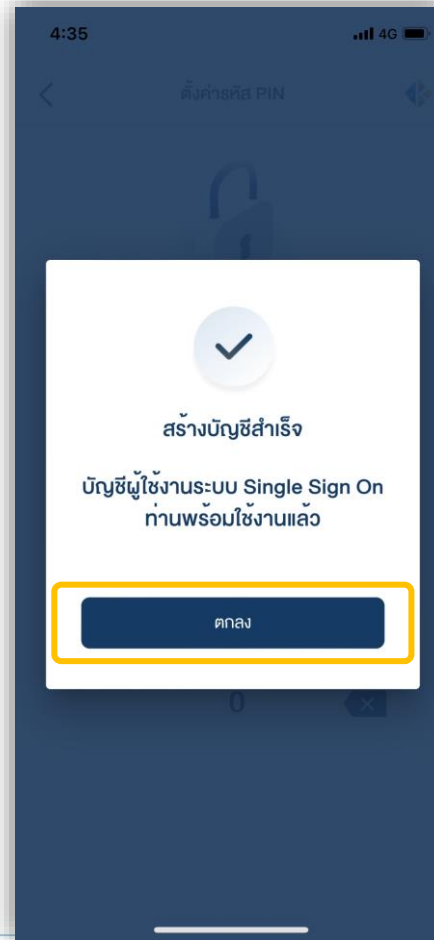 4:35
4G
ตั้งค่ารหัส PIN
สร้างบัญชีสำเร็จ
บัญชีผู้ใช้งานระบบ Single Sign On
ท่านพร้อมใช้งานแล้ว
ตกลง
0